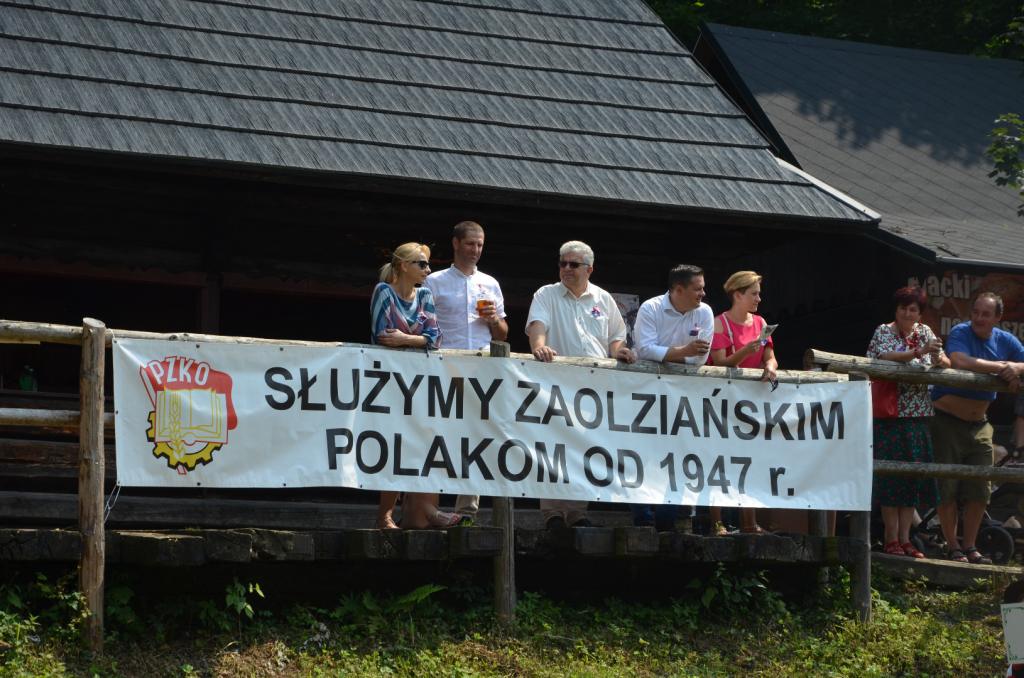 PZKO
SŁUŻYMY ZAOLZIAŃSKIM
POLAKOM OD 1947 r.